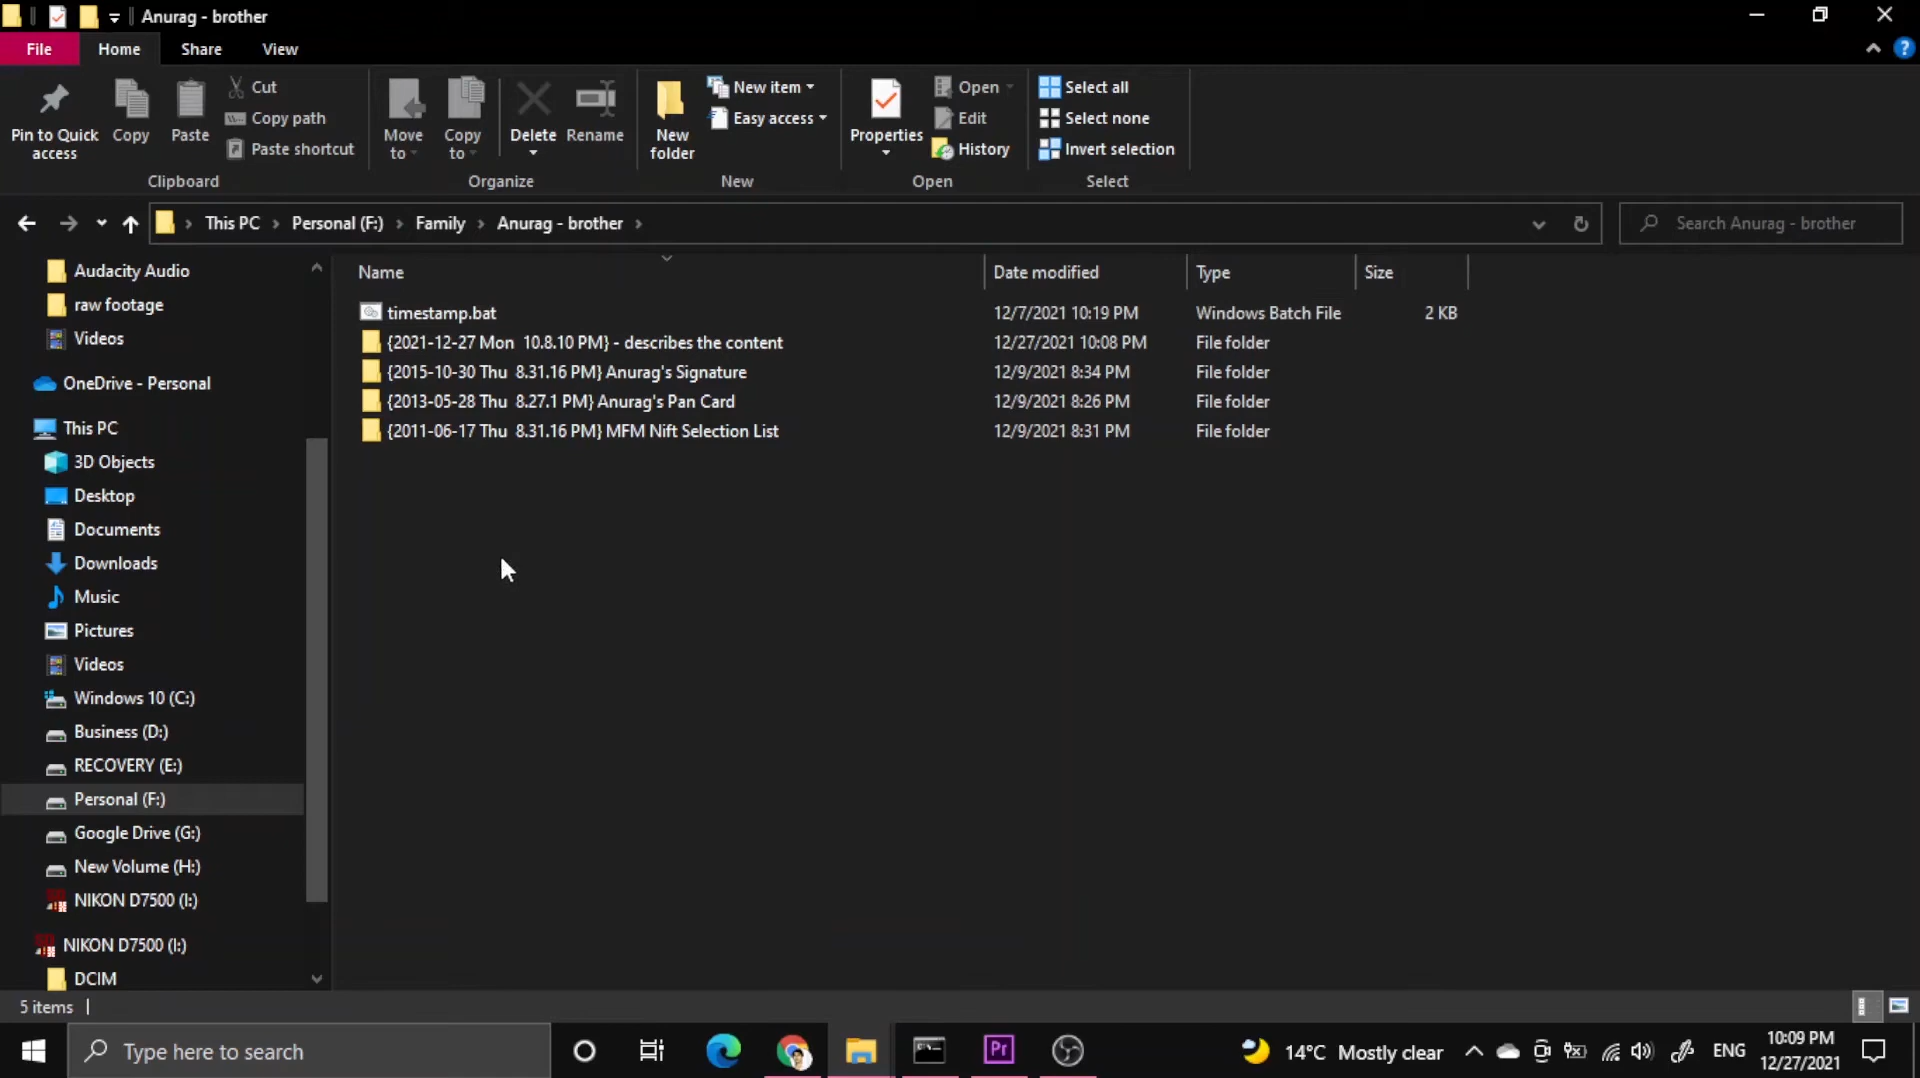 Anurag - brother
File Home Share View
Pin to Quick access
Copy
Paste
Cut
Copy path
Paste shortcut
Clipboard
Move to
Copy to
Delete
Rename
Organize
New folder
New item
Easy access
New
Properties
Open
Edit
History
Open
Select all
Select none
Invert selection
Select
This PC › Personal (F:) › Family › Anurag - brother ›
Search Anurag - brother
Audacity Audio
raw footage
Videos
OneDrive - Personal
This PC
3D Objects
Desktop
Documents
Downloads
Music
Pictures
Videos
Windows 10 (C:)
Business (D:)
RECOVERY (E:)
Personal (F:)
Google Drive (G:)
New Volume (H:)
NIKON D7500 (I:)
NIKON D7500 (I:)
DCIM
Name Date modified Type Size
timestamp.bat 12/7/2021 10:19 PM Windows Batch File 2 KB
{2021-12-27 Mon  10.8.10 PM} - describes the content 12/27/2021 10:08 PM File folder
{2015-10-30 Thu  8.31.16 PM} Anurag's Signature 12/9/2021 8:34 PM File folder
{2013-05-28 Thu  8.27.1 PM} Anurag's Pan Card 12/9/2021 8:26 PM File folder
{2011-06-17 Thu  8.31.16 PM} MFM Nift Selection List 12/9/2021 8:31 PM File folder
5 items
Type here to search
Pr
14°C Mostly clear
ENG
10:09 PM
12/27/2021